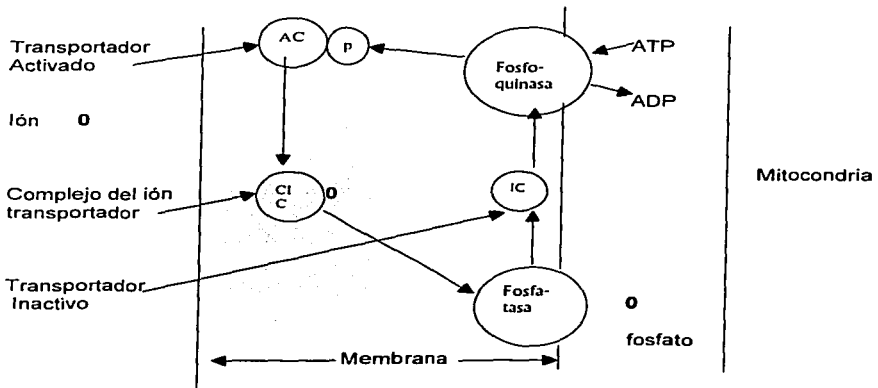 Transportador
Activado
AC
p
Fosfo-
quinasa
ATP
ADP
Ión 0
Complejo del ión
transportador
CI
C
0
IC
Mitocondria
Transportador
Inactivo
Fosfa-
tasa
0
fosfato
Membrana